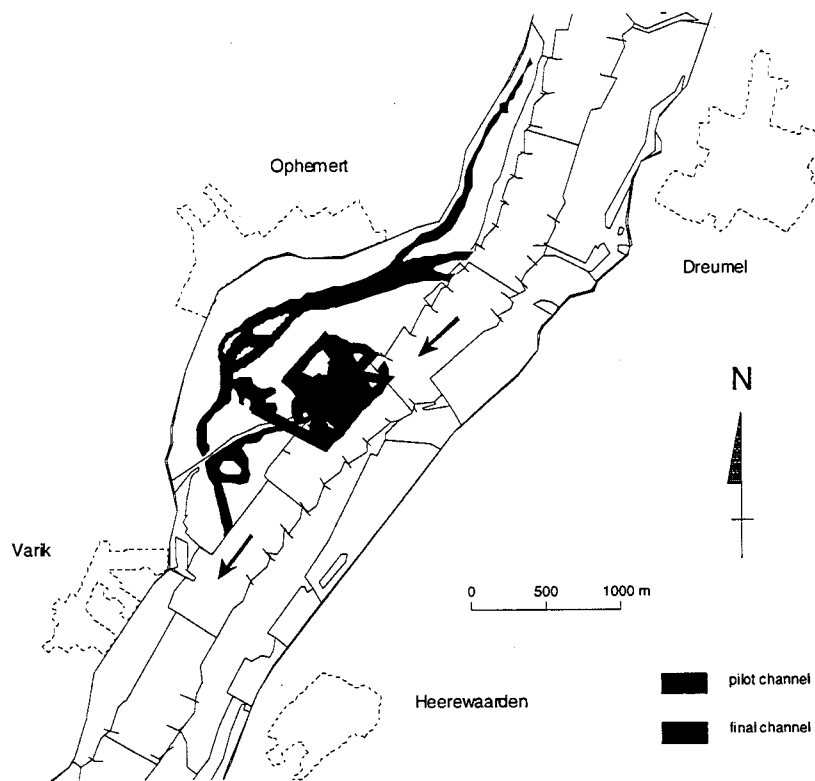 Ophemert
Dreumel
N
Varik
0 500 1000 m
Heerewaarden
pilot channel
final channel